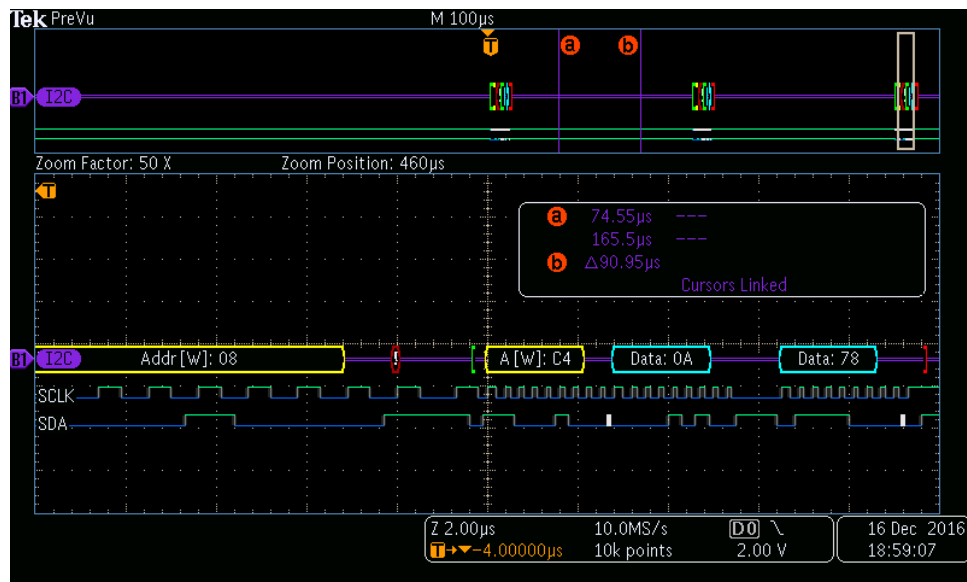 Tek PreVu M 100µs
T a b
B1 I2C
Zoom Factor: 50 X Zoom Position: 460µs
T
a 74.55µs ---
165.5µs ---
b △90.95µs
Cursors Linked
B1 I2C Addr[W]: 08 ! A[W]: C4 Data: 0A Data: 78
SCLK
SDA
Z 2.00µs 10.0MS/s D0 \ 16 Dec 2016
T→▼-4.00000µs 10k points 2.00 V 18:59:07